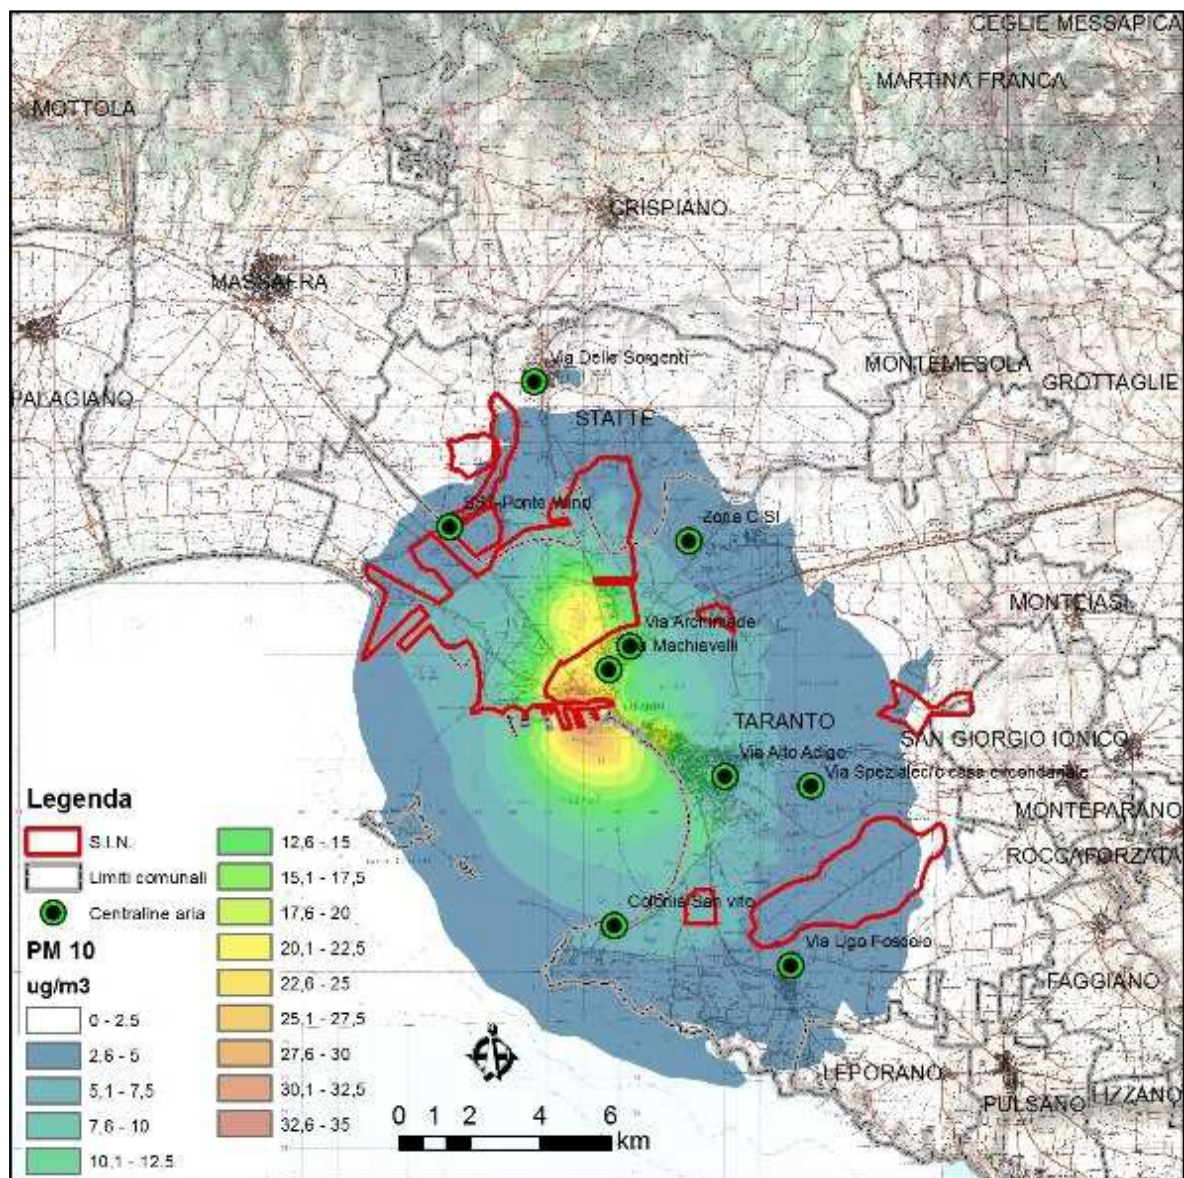 CEGLIE MESSAPICA
MARTINA FRANCA
MOTTOLA
CRISPIANO
MASSAFRA
Via Delle Sorgenti
MONTEMESOLA
GROTTAGLIE
PALAGIANO
STATTE
Ponte Wind
Zona CISI
MONTEIASI
Via Archimede
Machiavelli
TARANTO
SAN GIORGIO IONICO
Via Alto Adige
Via Speziale
MONTEPARANO
ROCCAFORZATA
Colonia San vito
Via Ugo Foscolo
FAGGIANO
LEPORANO
PULSANO
LIZZANO
Legenda
S.I.N.
Limiti comunali
Centraline aria
PM 10
ug/m3
0 - 2,5
2,6 - 5
5,1 - 7,5
7,6 - 10
10,1 - 12,5
12,6 - 15
15,1 - 17,5
17,6 - 20
20,1 - 22,5
22,6 - 25
25,1 - 27,5
27,6 - 30
30,1 - 32,5
32,6 - 35
0 1 2 4 6
km